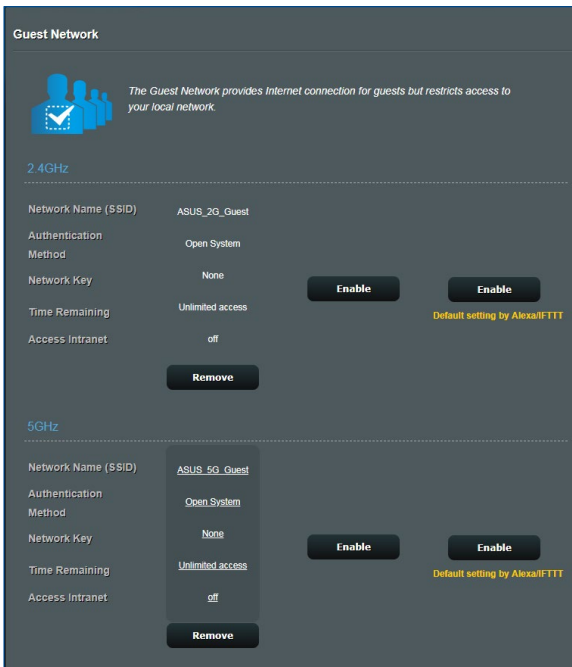 Guest Network
The Guest Network provides Internet connection for guests but restricts access to
your local network.
2.4GHz
Network Name (SSID) ASUS_2G_Guest
Authentication
Method
Open System
Network Key None
Enable Enable
Time Remaining Unlimited access
Default setting by Alexa/IFTTT
Access Intranet off
Remove
5GHz
Network Name (SSID) ASUS_5G_Guest
Authentication
Method
Open System
Network Key None
Enable Enable
Time Remaining Unlimited access
Default setting by Alexa/IFTTT
Access Intranet off
Remove